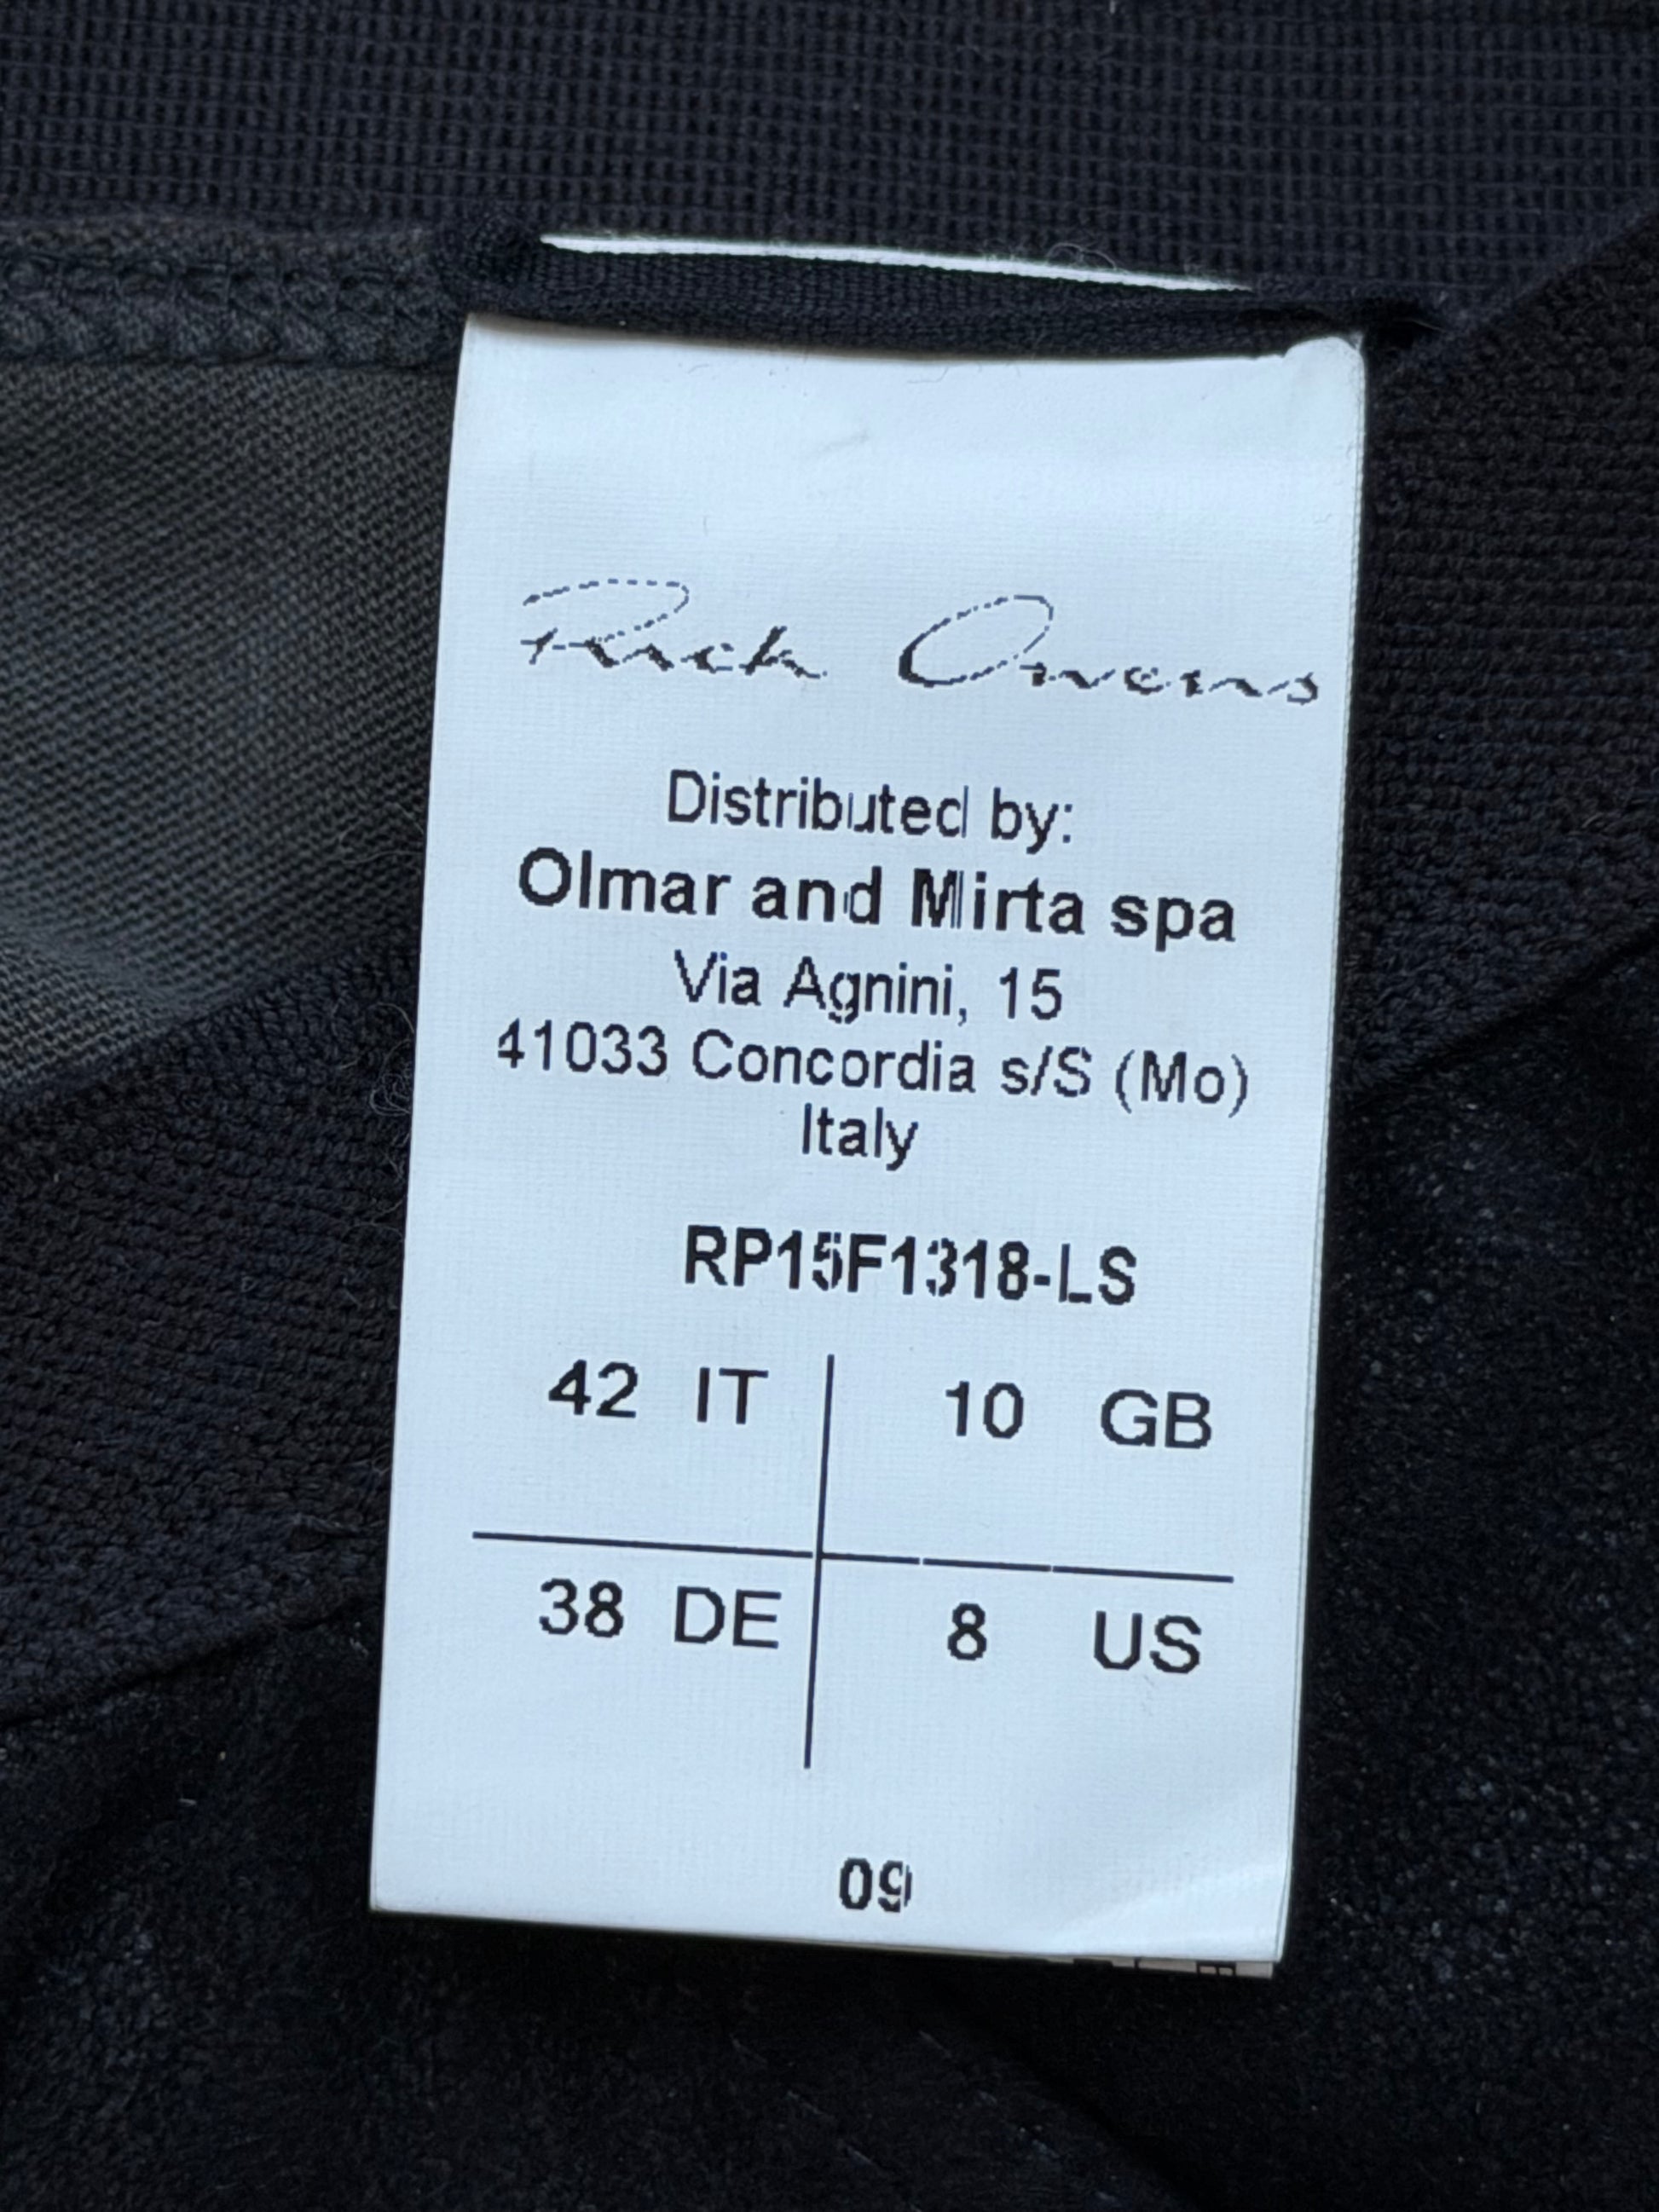 Rick Owens
Distributed by:
Olmar and Mirta spa
Via Agnini, 15
41033 Concordia s/S (Mo)
Italy
RP15F1318-LS
42 IT 10 GB
38 DE 8 US
09